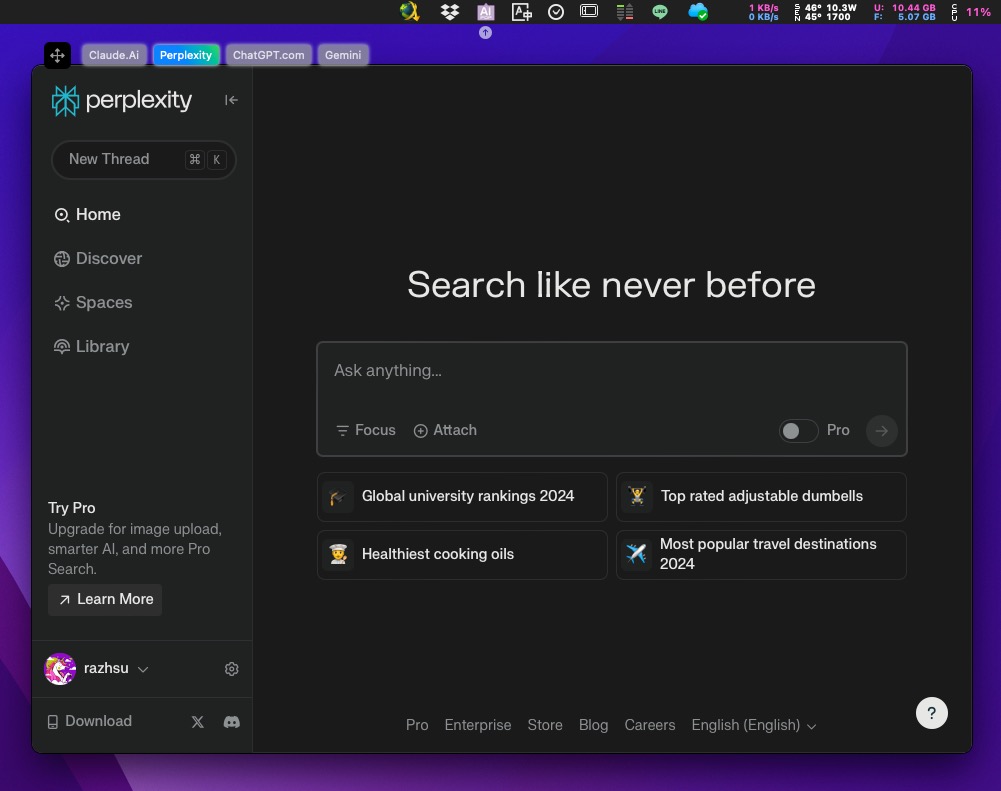 1 KB/s
0 KB/s
S 46° 10.3W
N 45° 1700
U: 10.44 GB
F: 5.07 GB
CPU
11%
AI
A
LINE
Claude.Ai
Perplexity
ChatGPT.com
Gemini
perplexity
New Thread ⌘ K
Home
Discover
Spaces
Library
Search like never before
Ask anything...
Focus
Attach
Pro
Global university rankings 2024
Top rated adjustable dumbells
Healthiest cooking oils
Most popular travel destinations
2024
Try Pro
Upgrade for image upload,
smarter AI, and more Pro
Search.
Learn More
razhsu
Download
Pro Enterprise Store Blog Careers English (English)
?